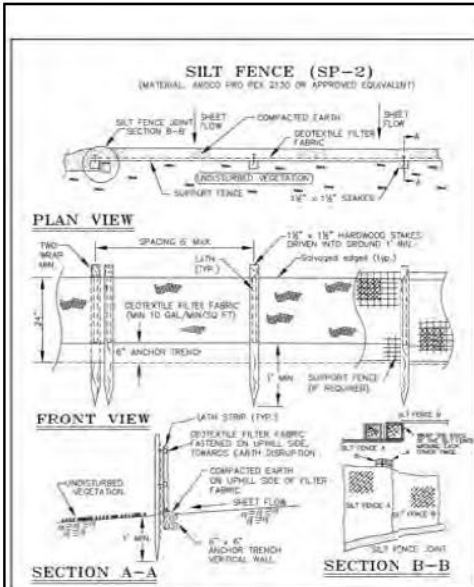 SILT FENCE (SP-2)
(MATERIAL: AMOCO PRO PEX 2130 OR APPROVED EQUIVALENT)
SILT FENCE JOINT
SECTION B-B
SHEET
FLOW
COMPACTED EARTH
GEOTEXTILE FILTER
FABRIC
SHEET
FLOW
A
UNDISTURBED VEGETATION
SUPPORT FENCE
1½" x 1½" STAKES
A
PLAN VIEW
TWO
WRAP
MIN.
SPACING 6' MAX.
1½" x 1½" HARDWOOD STAKES
DRIVEN INTO GROUND 1' MIN.
LATH
(TYP.)
Salvaged edged (typ.)
24"
GEOTEXTILE FILTER FABRIC
(MIN 10 GAL/MIN/SQ FT)
6" ANCHOR TRENCH
1' MIN
SUPPORT FENCE
(IF REQUIRED)
FRONT VIEW
LATH STRIP (TYP.)
GEOTEXTILE FILTER FABRIC
FASTENED ON UPHILL SIDE,
TOWARDS EARTH DISRUPTION
COMPACTED EARTH
ON UPHILL SIDE OF FILTER
FABRIC
UNDISTURBED
VEGETATION
SHEET FLOW
1' MIN.
6" x 6"
ANCHOR TRENCH
VERTICAL WALL
SECTION A-A
SILT FENCE B
SILT FENCE A
SILT FENCE A
SILT FENCE B
SILT FENCE JOINT
SECTION B-B